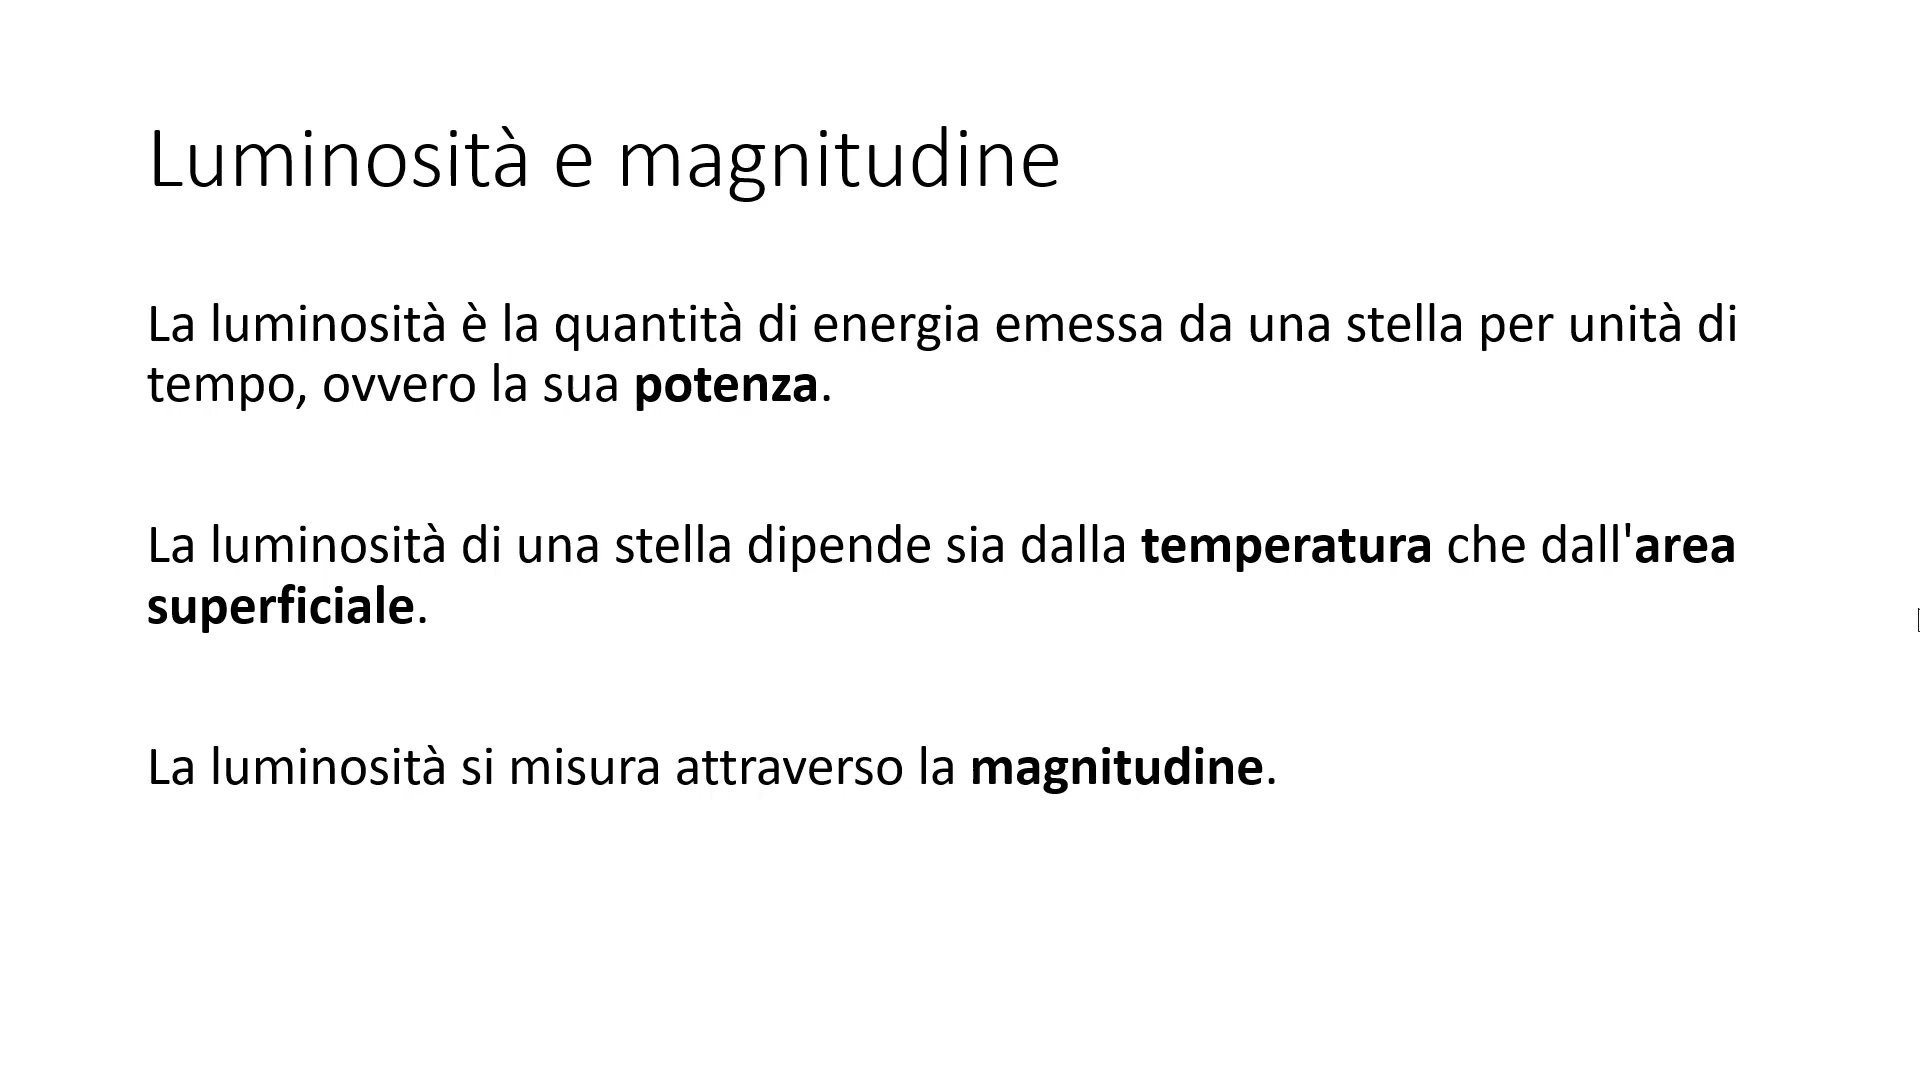 Luminosità e magnitudine
La luminosità è la quantità di energia emessa da una stella per unità di
tempo, ovvero la sua potenza.
La luminosità di una stella dipende sia dalla temperatura che dall'area
superficiale.
La luminosità si misura attraverso la magnitudine.